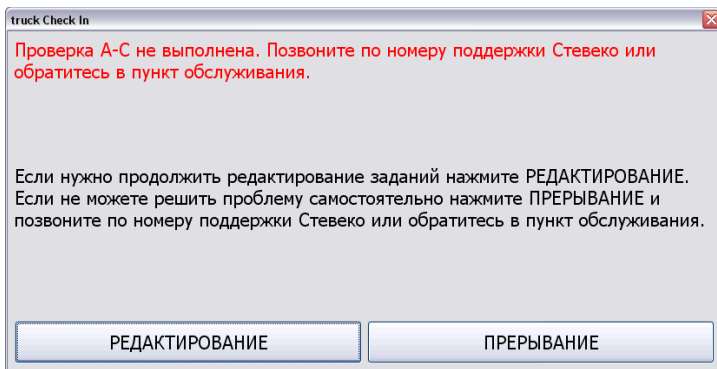 truck Check In
Проверка А-С не выполнена. Позвоните по номеру поддержки Стевеко или
обратитесь в пункт обслуживания.
Если нужно продолжить редактирование заданий нажмите РЕДАКТИРОВАНИЕ.
Если не можете решить проблему самостоятельно нажмите ПРЕРЫВАНИЕ и
позвоните по номеру поддержки Стевеко или обратитесь в пункт обслуживания.
РЕДАКТИРОВАНИЕ
ПРЕРЫВАНИЕ